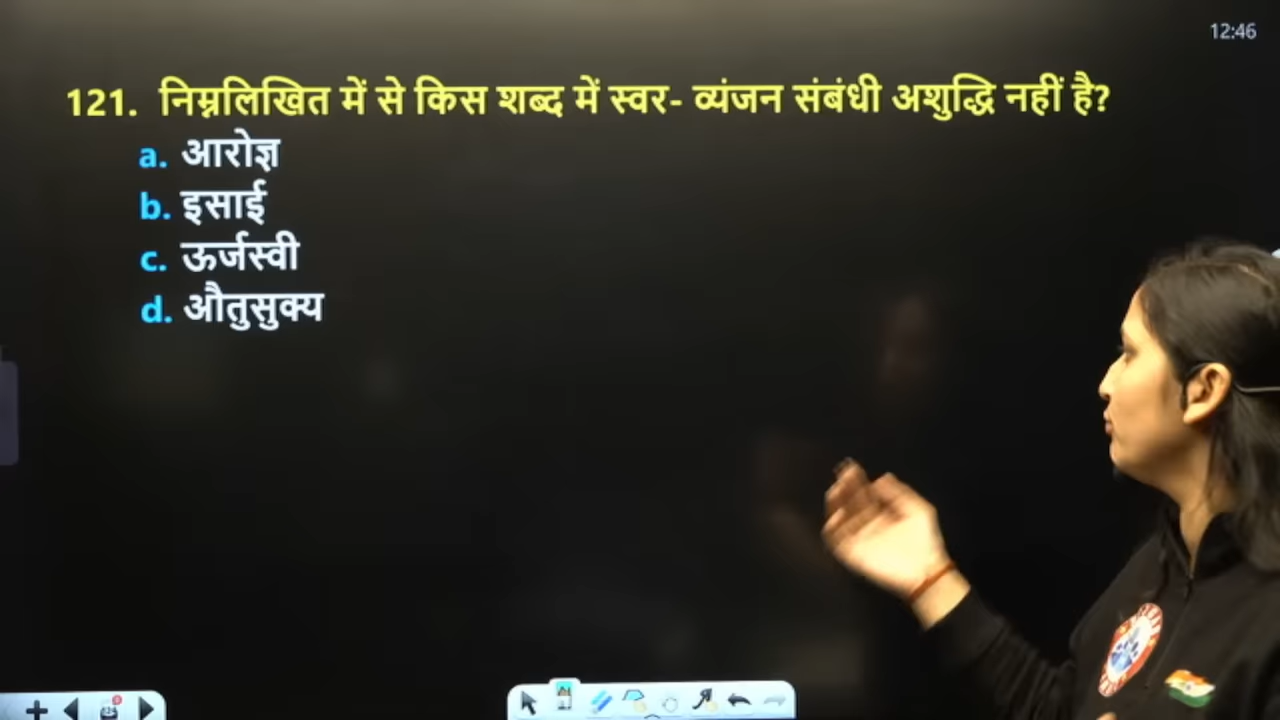 12:46
121. निम्नलिखित में से किस शब्द में स्वर- व्यंजन संबंधी अशुद्धि नहीं है?
a. आरोज्ञ
b. इसाई
c. ऊर्जस्वी
d. औतुसुक्य